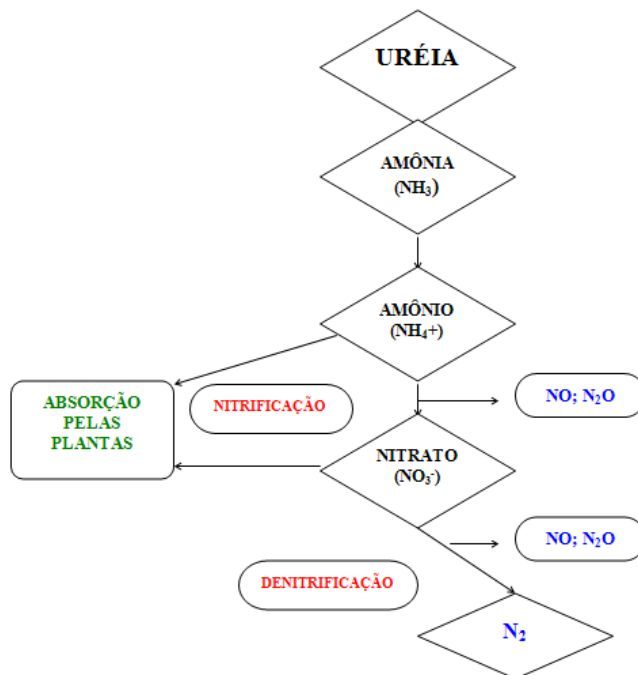 URÉIA
AMÔNIA
(NH₃)
AMÔNIO
(NH₄+)
ABSORÇÃO
PELAS
PLANTAS
NITRIFICAÇÃO
NO; N₂O
NITRATO
(NO₃⁻)
NO; N₂O
DENITRIFICAÇÃO
N₂